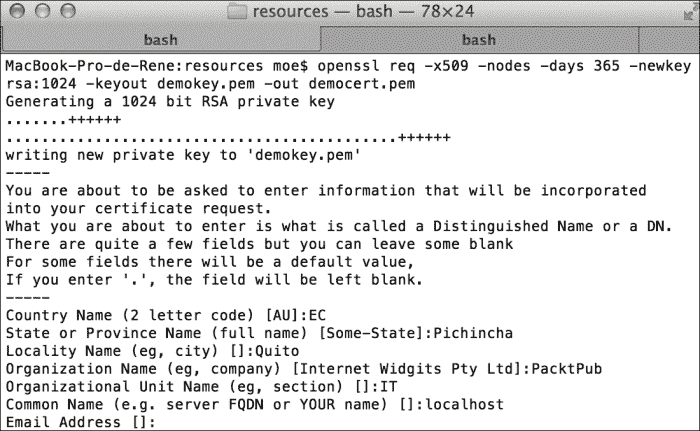 resources — bash — 78×24
bash bash
MacBook-Pro-de-Rene:resources moe$ openssl req -x509 -nodes -days 365 -newkey
rsa:1024 -keyout demokey.pem -out democert.pem
Generating a 1024 bit RSA private key
.......++++++
..............................................++++++
writing new private key to 'demokey.pem'
-----
You are about to be asked to enter information that will be incorporated
into your certificate request.
What you are about to enter is what is called a Distinguished Name or a DN.
There are quite a few fields but you can leave some blank
For some fields there will be a default value,
If you enter '.', the field will be left blank.
-----
Country Name (2 letter code) [AU]:EC
State or Province Name (full name) [Some-State]:Pichincha
Locality Name (eg, city) []:Quito
Organization Name (eg, company) [Internet Widgits Pty Ltd]:PacktPub
Organizational Unit Name (eg, section) []:IT
Common Name (e.g. server FQDN or YOUR name) []:localhost
Email Address []: